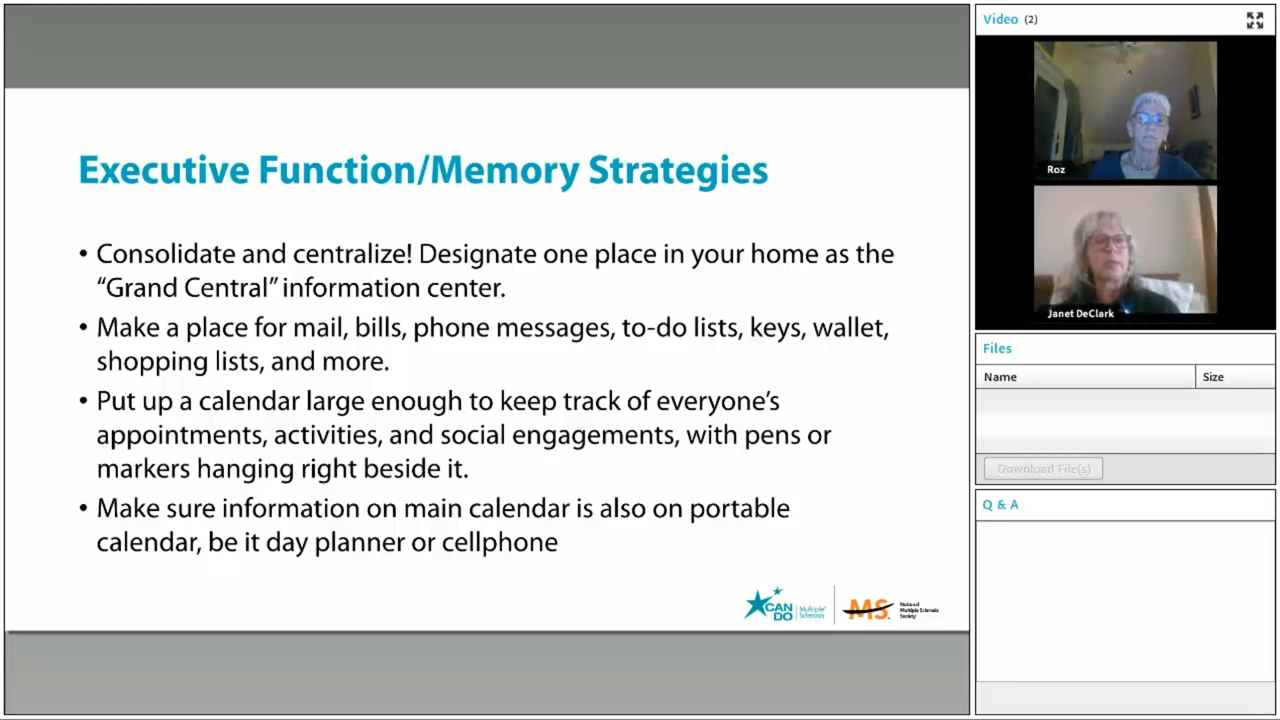 Executive Function/Memory Strategies
• Consolidate and centralize! Designate one place in your home as the
“Grand Central” information center.
• Make a place for mail, bills, phone messages, to-do lists, keys, wallet,
shopping lists, and more.
• Put up a calendar large enough to keep track of everyone’s
appointments, activities, and social engagements, with pens or
markers hanging right beside it.
• Make sure information on main calendar is also on portable
calendar, be it day planner or cellphone
CAN
DO
Multiple
Sclerosis
MS
National
Multiple Sclerosis
Society
Video (2)
Roz
Janet DeClark
Files
Name
Size
Download File(s)
Q & A